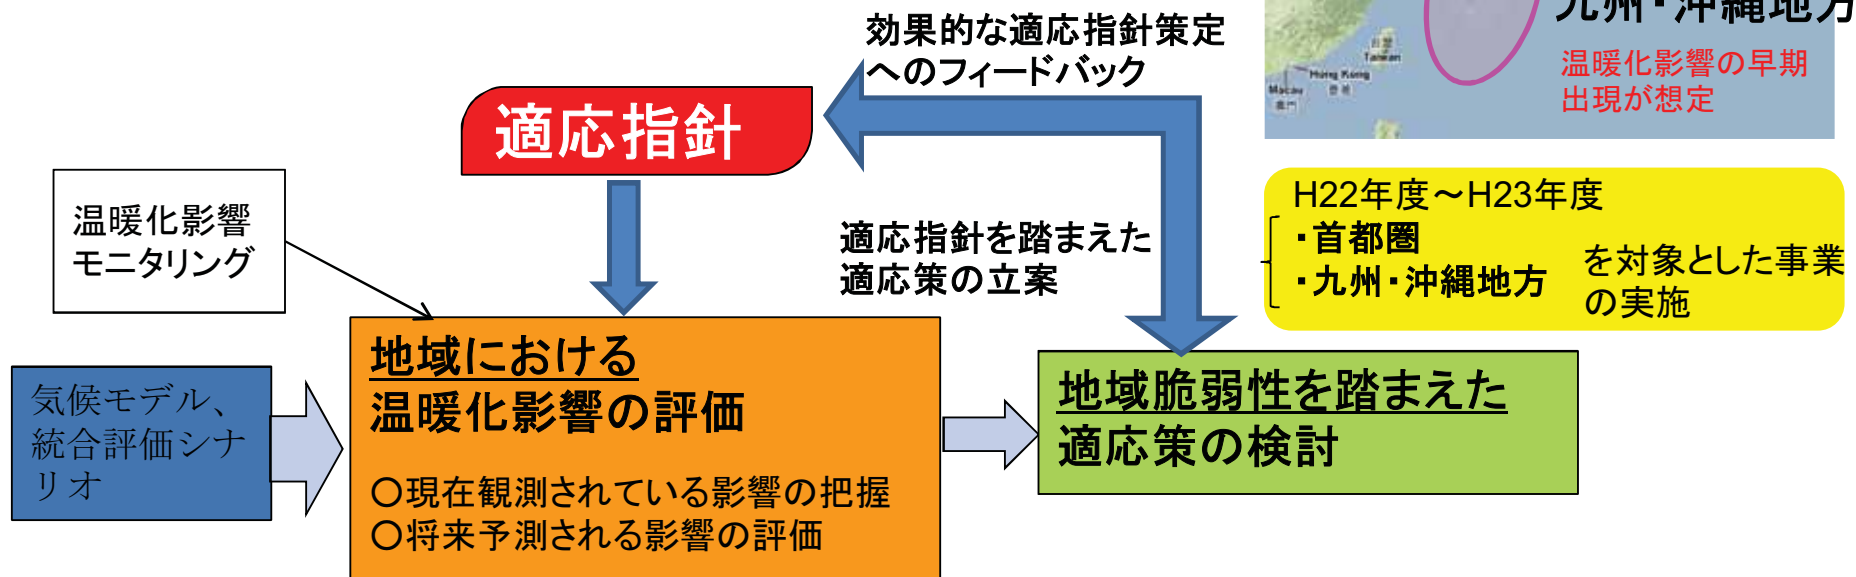 効果的な適応指針策定
へのフィードバック
九州・沖縄地方
温暖化影響の早期
出現が想定
台灣
Taiwan
Hong Kong
香港
Macau
適応指針
温暖化影響
モニタリング
適応指針を踏まえた
適応策の立案
H22年度～H23年度
・首都圏
・九州・沖縄地方
を対象とした事業
の実施
気候モデル、
統合評価シナ
リオ
地域における
温暖化影響の評価
○現在観測されている影響の把握
○将来予測される影響の評価
地域脆弱性を踏まえた
適応策の検討